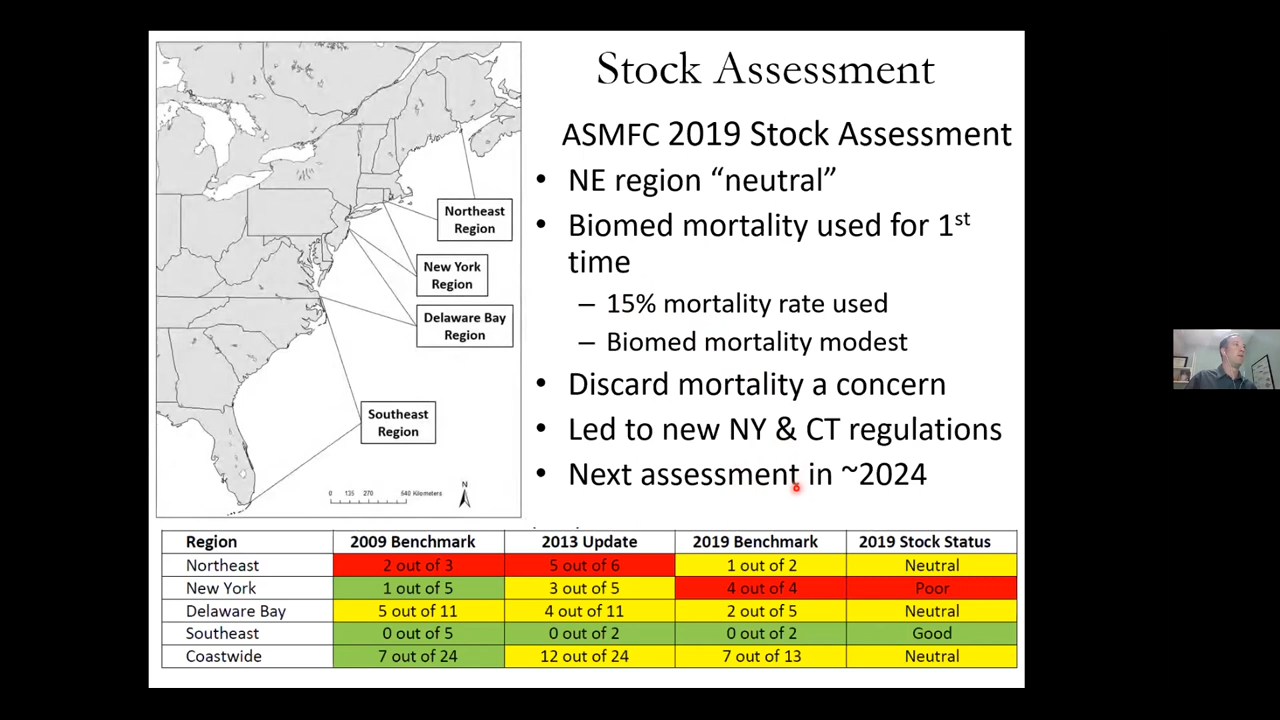 Stock Assessment
ASMFC 2019 Stock Assessment
• NE region “neutral”
• Biomed mortality used for 1st
time
– 15% mortality rate used
– Biomed mortality modest
• Discard mortality a concern
• Led to new NY & CT regulations
• Next assessment in ~2024
Northeast
Region
New York
Region
Delaware Bay
Region
Southeast
Region
N
0 135 270 540 Kilometers
Region 2009 Benchmark 2013 Update 2019 Benchmark 2019 Stock Status
Northeast 2 out of 3 5 out of 6 1 out of 2 Neutral
New York 1 out of 5 3 out of 5 4 out of 4 Poor
Delaware Bay 5 out of 11 4 out of 11 2 out of 5 Neutral
Southeast 0 out of 5 0 out of 2 0 out of 2 Good
Coastwide 7 out of 24 12 out of 24 7 out of 13 Neutral